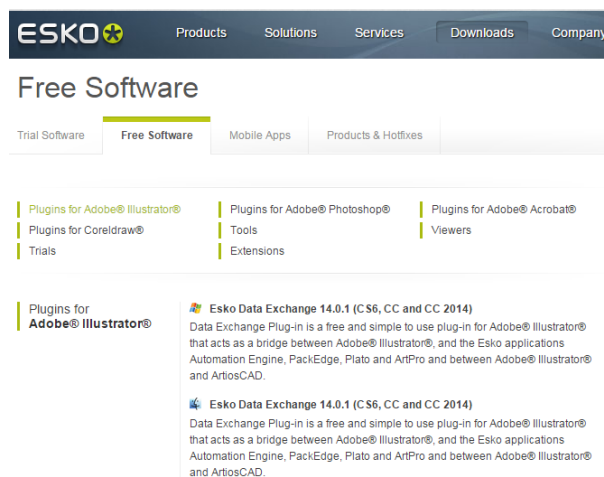 ESKO
Products Solutions Services Downloads Company
Free Software
Trial Software Free Software Mobile Apps Products & Hotfixes
Plugins for Adobe® Illustrator® Plugins for Adobe® Photoshop® Plugins for Adobe® Acrobat®
Plugins for Coreldraw® Tools Viewers
Trials Extensions
Plugins for
Adobe® Illustrator®
Esko Data Exchange 14.0.1 (CS6, CC and CC 2014)
Data Exchange Plug-in is a free and simple to use plug-in for Adobe® Illustrator®
that acts as a bridge between Adobe® Illustrator®, and the Esko applications
Automation Engine, PackEdge, Plato and ArtPro and between Adobe® Illustrator®
and ArtiosCAD.
Esko Data Exchange 14.0.1 (CS6, CC and CC 2014)
Data Exchange Plug-in is a free and simple to use plug-in for Adobe® Illustrator®
that acts as a bridge between Adobe® Illustrator®, and the Esko applications
Automation Engine, PackEdge, Plato and ArtPro and between Adobe® Illustrator®
and ArtiosCAD.